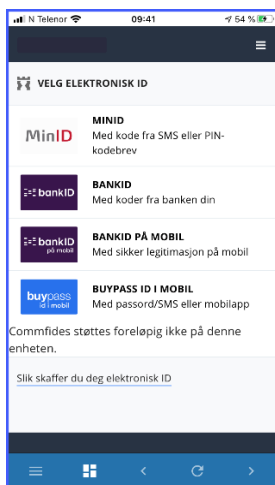 N Telenor 09:41 54 %
VELG ELEKTRONISK ID
MinID
MINID
Med kode fra SMS eller PIN-
kodebrev
bankID
BANKID
Med koder fra banken din
bankID
på mobil
BANKID PÅ MOBIL
Med sikker legitimasjon på mobil
buypass
id i mobil
BUYPASS ID I MOBIL
Med passord/SMS eller mobilapp
Commfides støttes foreløpig ikke på denne
enheten.
Slik skaffer du deg elektronisk ID